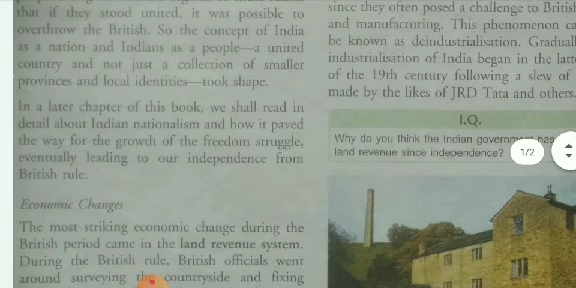 that if they stood united, it was possible to
overthrow the British. So the concept of India
as a nation and Indians as a people—a united
country and not just a collection of smaller
provinces and local identities—took shape.
In a later chapter of this book, we shall read in
detail about Indian nationalism and how it paved
the way for the growth of the freedom struggle,
eventually leading to our independence from
British rule.
Economic Changes
The most striking economic change during the
British period came in the land revenue system.
During the British rule, British officials went
around surveying the countryside and fixing
since they often posed a challenge to British
and manufacturing. This phenomenon
be known as deindustrialisation.
industrialisation of India began in the
of the 19th century following a slew of
made by the likes of JRD Tata and others.
I.Q.
Why do you think the Indian government has
land revenue since independence?
1/2